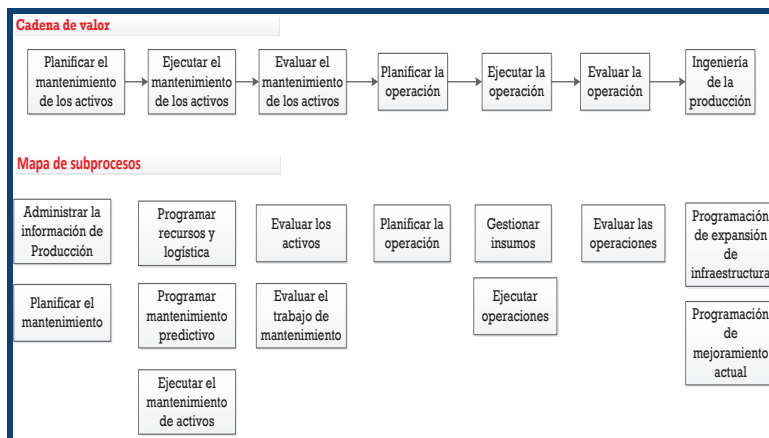 Cadena de valor
Planificar el
mantenimiento
de los activos
Ejecutar el
mantenimiento
de los activos
Evaluar el
mantenimiento
de los activos
Planificar la
operación
Ejecutar la
operación
Evaluar la
operación
Ingeniería
de la
producción
Mapa de subprocesos
Administrar la
información de
Producción
Programar
recursos y
logística
Evaluar los
activos
Planificar la
operación
Gestionar
insumos
Evaluar las
operaciones
Programación
de expansión
de
infraestructura
Planificar el
mantenimiento
Programar
mantenimiento
predictivo
Evaluar el
trabajo de
mantenimiento
Ejecutar
operaciones
Programación
de
mejoramiento
actual
Ejecutar el
mantenimiento
de activos